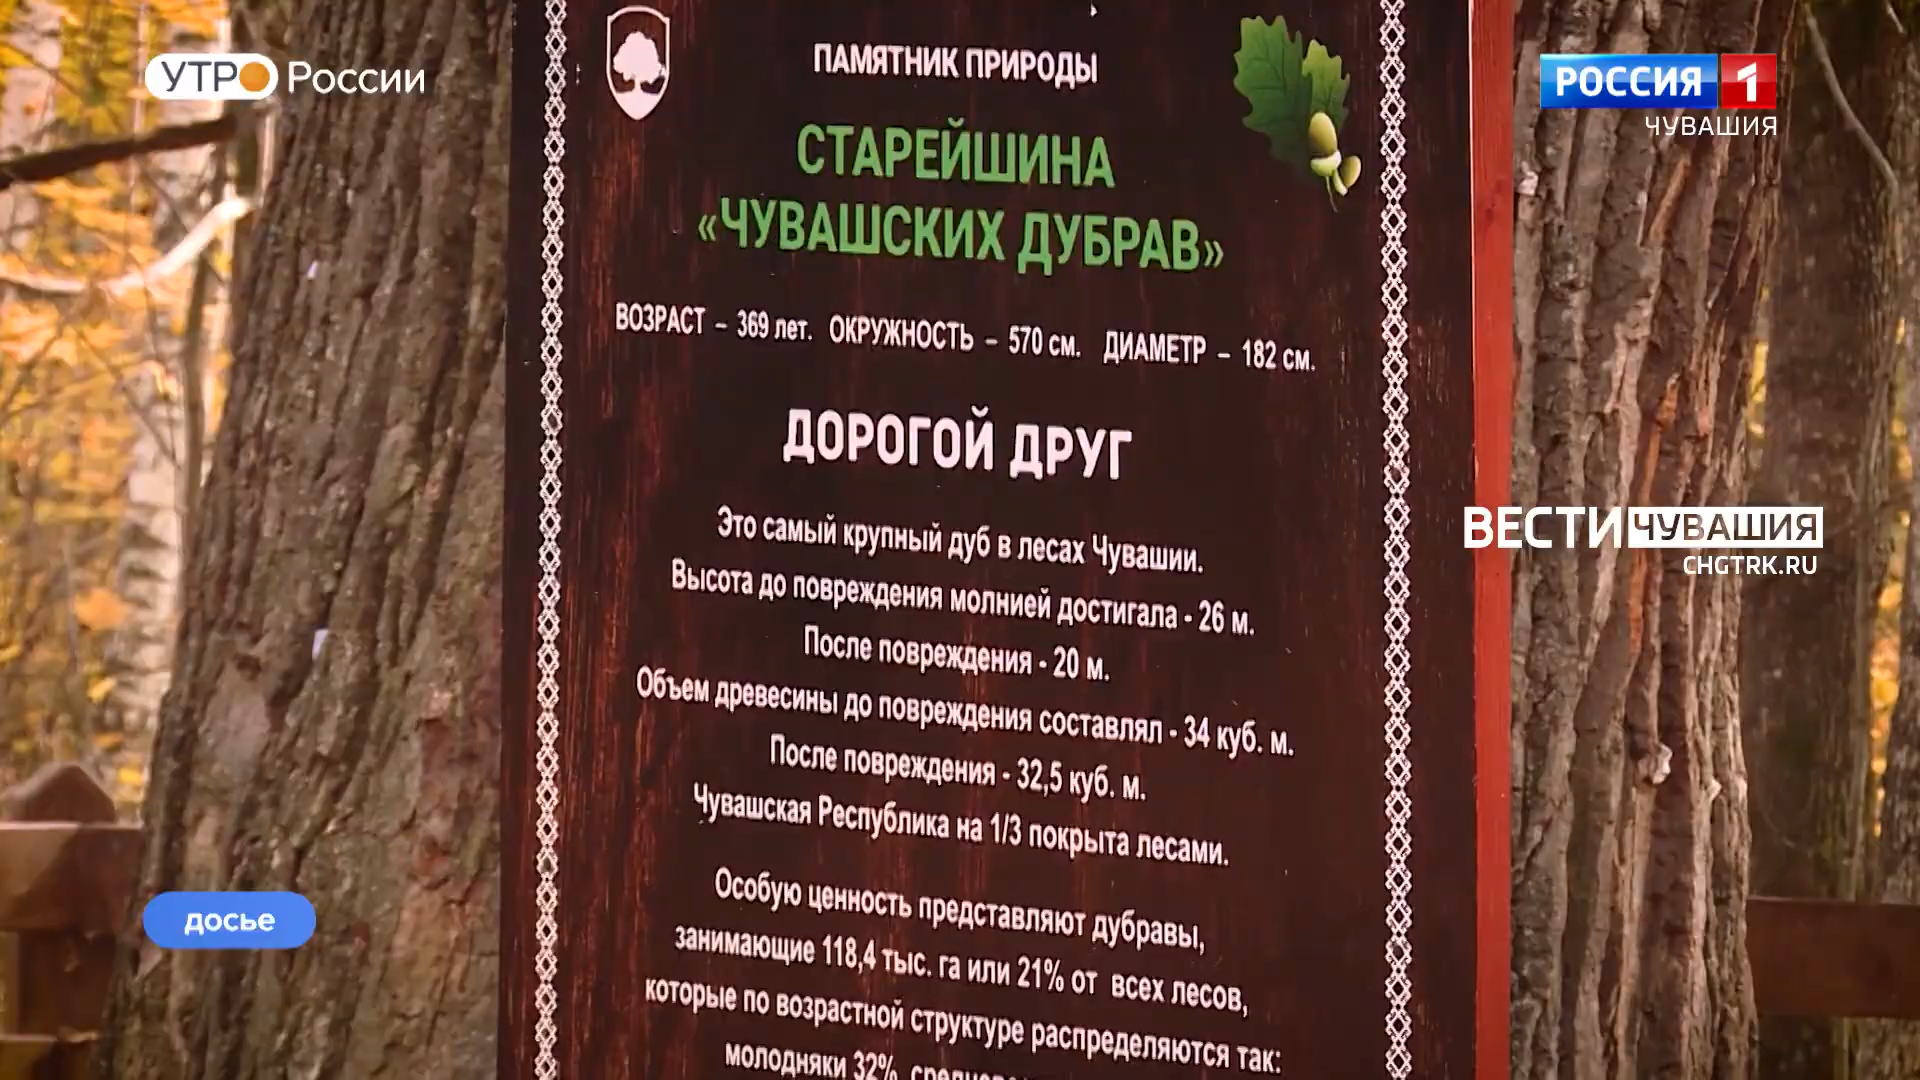 УТРО России
РОССИЯ 1
ЧУВАШИЯ
ПАМЯТНИК ПРИРОДЫ
СТАРЕЙШИНА
«ЧУВАШСКИХ ДУБРАВ»
ВОЗРАСТ – 369 лет. ОКРУЖНОСТЬ – 570 см. ДИАМЕТР – 182 см.
ДОРОГОЙ ДРУГ
Это самый крупный дуб в лесах Чувашии.
Высота до повреждения молнией достигала - 26 м.
После повреждения - 20 м.
Объем древесины до повреждения составлял - 34 куб. м.
После повреждения - 32,5 куб. м.
Чувашская Республика на 1/3 покрыта лесами.
Особую ценность представляют дубравы,
занимающие 118,4 тыс. га или 21% от всех лесов,
которые по возрастной структуре распределяются так:
молодняки 32%
ВЕСТИ ЧУВАШИЯ
CHGTRK.RU
досье